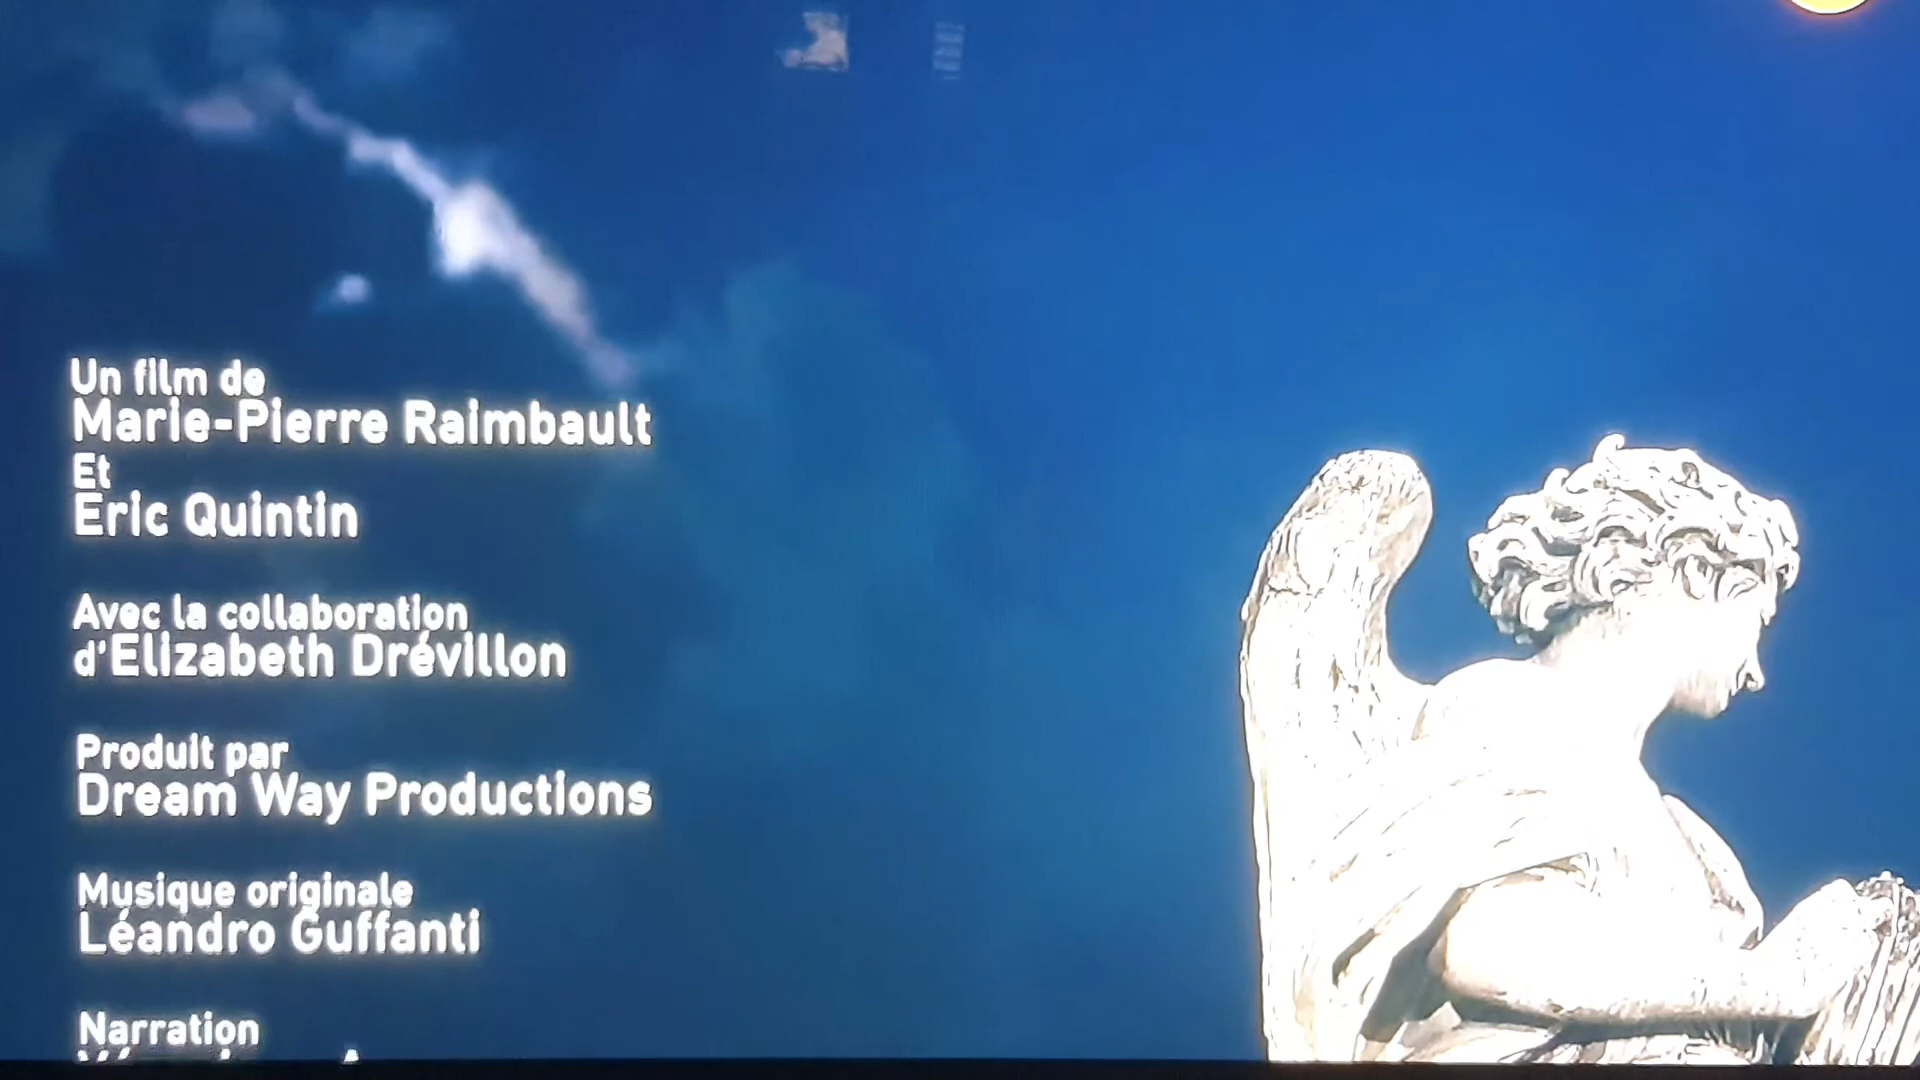 Un film de
Marie-Pierre Raimbault
Et
Eric Quintin
Avec la collaboration
d'Elizabeth Drévillon
Produit par
Dream Way Productions
Musique originale
Léandro Guffanti
Narration